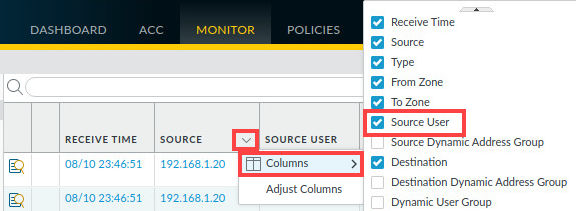 DASHBOARD ACC MONITOR POLICIES
RECEIVE TIME SOURCE SOURCE USER
08/10 23:46:51 192.168.1.20
08/10 23:46:51 192.168.1.20
Columns
Adjust Columns
Receive Time
Source
Type
From Zone
To Zone
Source User
Source Dynamic Address Group
Destination
Destination Dynamic Address Group
Dynamic User Group